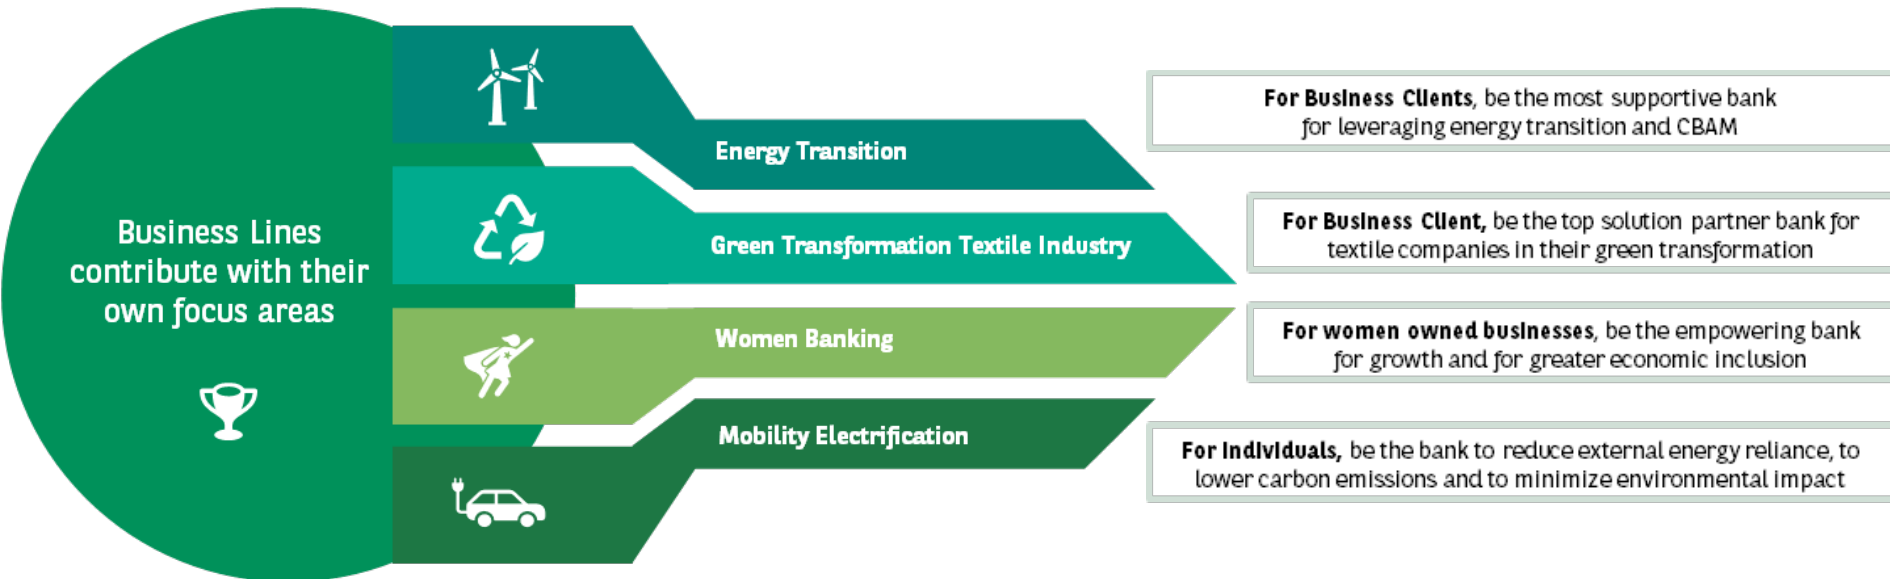 Business Lines
contribute with their
own focus areas
Energy Transition
For Business Clients, be the most supportive bank
for leveraging energy transition and CBAM
Green Transformation Textile Industry
For Business Client, be the top solution partner bank for
textile companies in their green transformation
Women Banking
For women owned businesses, be the empowering bank
for growth and for greater economic inclusion
Mobility Electrification
For Individuals, be the bank to reduce external energy reliance, to
lower carbon emissions and to minimize environmental impact